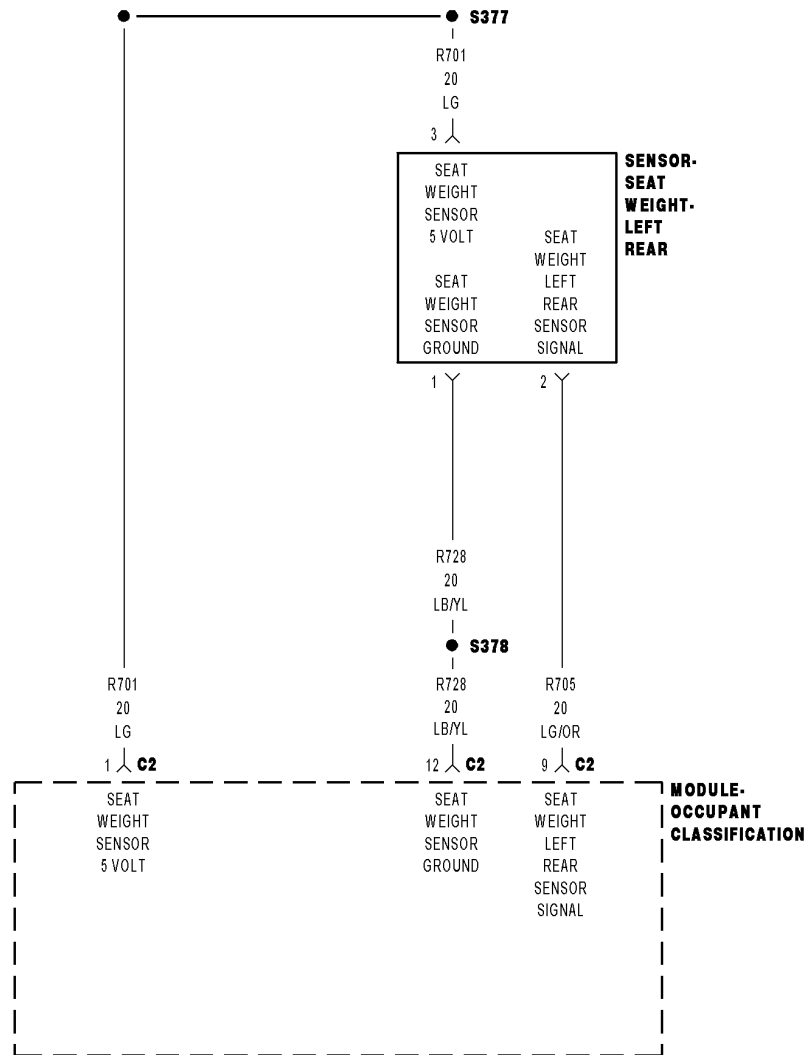 S377
R701
20
LG
3
SENSOR-
SEAT
WEIGHT-
LEFT
REAR
SEAT
WEIGHT
SENSOR
5 VOLT
SEAT
WEIGHT
SENSOR
GROUND
SEAT
WEIGHT
LEFT
REAR
SENSOR
SIGNAL
1
2
R728
20
LB/YL
S378
R701
20
LG
R728
20
LB/YL
R705
20
LG/OR
1 C2
12 C2
9 C2
MODULE-
OCCUPANT
CLASSIFICATION
SEAT
WEIGHT
SENSOR
5 VOLT
SEAT
WEIGHT
SENSOR
GROUND
SEAT
WEIGHT
LEFT
REAR
SENSOR
SIGNAL